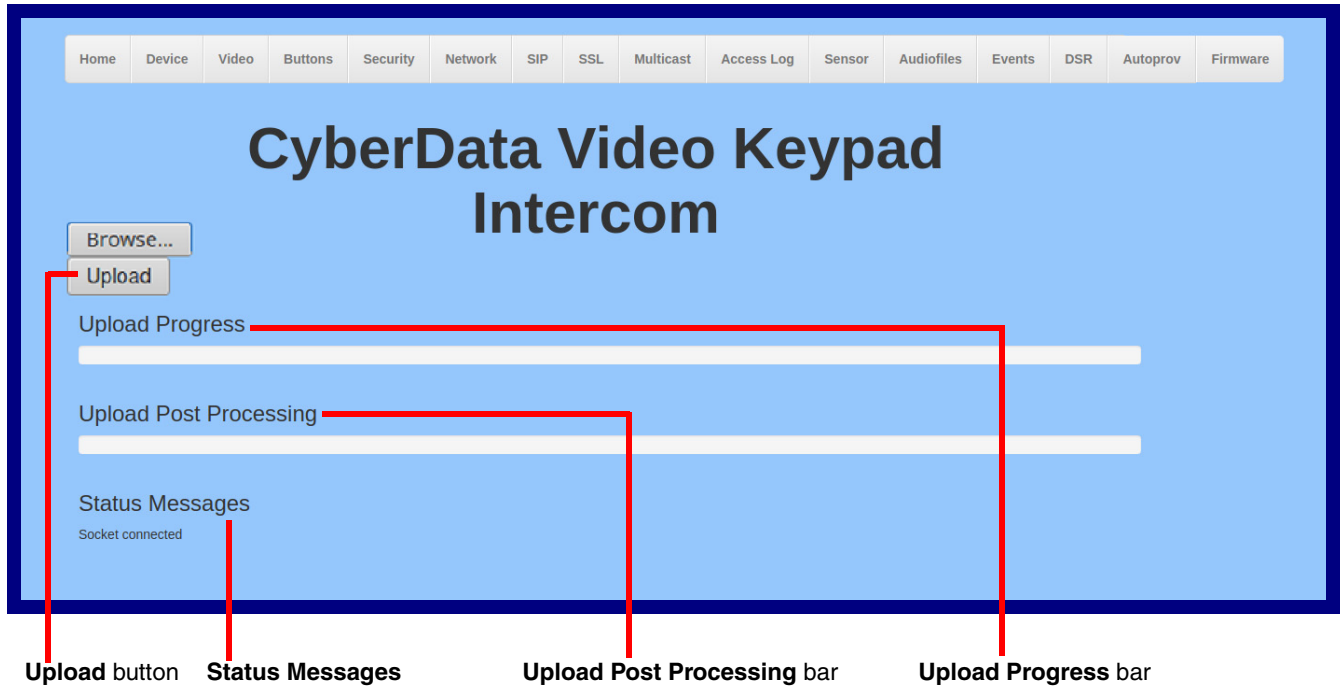 Home Device Video Buttons Security Network SIP SSL Multicast Access Log Sensor Audiofiles Events DSR Autoprov Firmware
CyberData Video Keypad
Intercom
Browse...
Upload
Upload Progress
Upload Post Processing
Status Messages
Socket connected
Upload button Status Messages Upload Post Processing bar Upload Progress bar